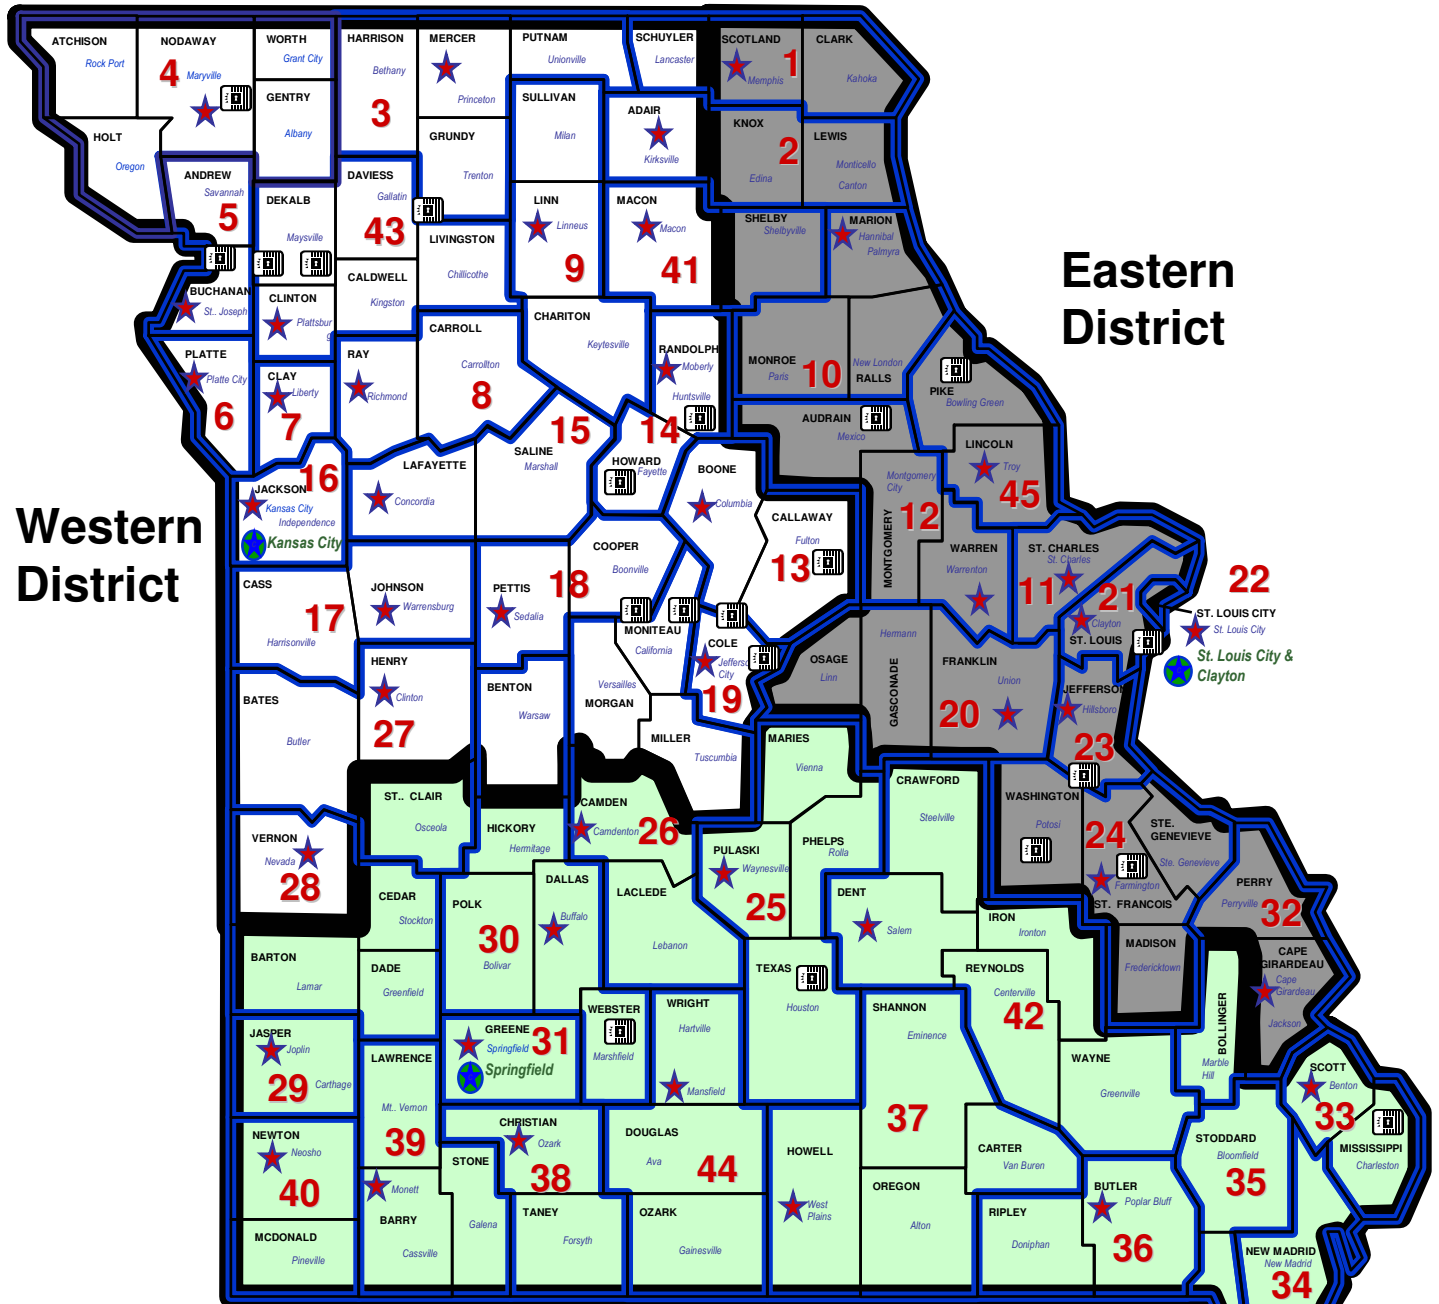 ATCHISON
Rock Port
NODAWAY
4
Maryville
WORTH
Grant City
HARRISON
Bethany
3
MERCER
Princeton
PUTNAM
Unionville
SCHUYLER
Lancaster
SCOTLAND
1
Memphis
CLARK
Kahoka
GENTRY
Albany
SULLIVAN
Milan
ADAIR
Kirksville
KNOX
2
Edina
LEWIS
Monticello
Canton
HOLT
Oregon
GRUNDY
Trenton
ANDREW
Savannah
5
DEKALB
Maysville
DAVIESS
Gallatin
43
LINN
Linneus
9
MACON
Macon
41
SHELBY
Shelbyville
MARION
Hannibal
Palmyra
LIVINGSTON
Chillicothe
Eastern
District
BUCHANAN
St.. Joseph
CLINTON
Plattsbur
g
CALDWELL
Kingston
CARROLL
Carrollton
8
CHARITON
Keytesville
RANDOLPH
Moberly
Huntsville
14
MONROE
Paris
10
New London
RALLS
PIKE
Bowling Green
PLATTE
Platte City
6
CLAY
Liberty
7
RAY
Richmond
AUDRAIN
Mexico
15
SALINE
Marshall
HOWARD
Fayette
BOONE
Columbia
LINCOLN
Troy
45
16
JACKSON
Kansas City
Independence
Kansas City
LAFAYETTE
Concordia
Montgomery
City
12
MONTGOMERY
CALLAWAY
Fulton
13
Western
District
COOPER
Boonville
WARREN
Warrenton
ST. CHARLES
St. Charles
11
21
Clayton
ST. LOUIS
22
ST. LOUIS CITY
St. Louis City
St. Louis City &
Clayton
CASS
17
Harrisonville
JOHNSON
Warrensburg
PETTIS
Sedalia
18
MONITEAU
California
COLE
Jefferso
City
19
OSAGE
Linn
Hermann
GASCONADE
FRANKLIN
Union
20
JEFFERSON
Hillsboro
23
HENRY
Clinton
27
BATES
Butler
BENTON
Warsaw
Versailles
MORGAN
MILLER
Tuscumbia
MARIES
Vienna
CRAWFORD
Steelville
WASHINGTON
Potosi
24
Farmington
ST. FRANCOIS
STE.
GENEVIEVE
Ste. Genevieve
ST.. CLAIR
Osceola
HICKORY
Hermitage
CAMDEN
Camdenton
26
PULASKI
Waynesville
25
PHELPS
Rolla
VERNON
Nevada
28
CEDAR
Stockton
POLK
30
Bolivar
DALLAS
Buffalo
LACLEDE
Lebanon
DENT
Salem
IRON
Ironton
PERRY
Perryville
32
BARTON
Lamar
DADE
Greenfield
TEXAS
Houston
REYNOLDS
Centerville
42
MADISON
Fredericktown
CAPE
GIRARDEAU
Cape
Girardeau
Jackson
BOLLINGER
Marble
Hill
JASPER
Joplin
29
Carthage
LAWRENCE
Mt.. Vernon
39
GREENE
31
Springfield
Springfield
WEBSTER
Marshfield
WRIGHT
Hartville
Mansfield
SHANNON
Eminence
37
WAYNE
Greenville
SCOTT
Benton
33
MISSISSIPPI
Charleston
NEWTON
Neosho
40
CHRISTIAN
Ozark
38
STONE
Galena
DOUGLAS
Ava
44
HOWELL
West
Plains
CARTER
Van Buren
STODDARD
Bloomfield
35
Monett
BARRY
Cassville
TANEY
Forsyth
OZARK
Gainesville
OREGON
Alton
RIPLEY
Doniphan
BUTLER
Poplar Bluff
36
MCDONALD
Pineville
NEW MADRID
New Madrid
34